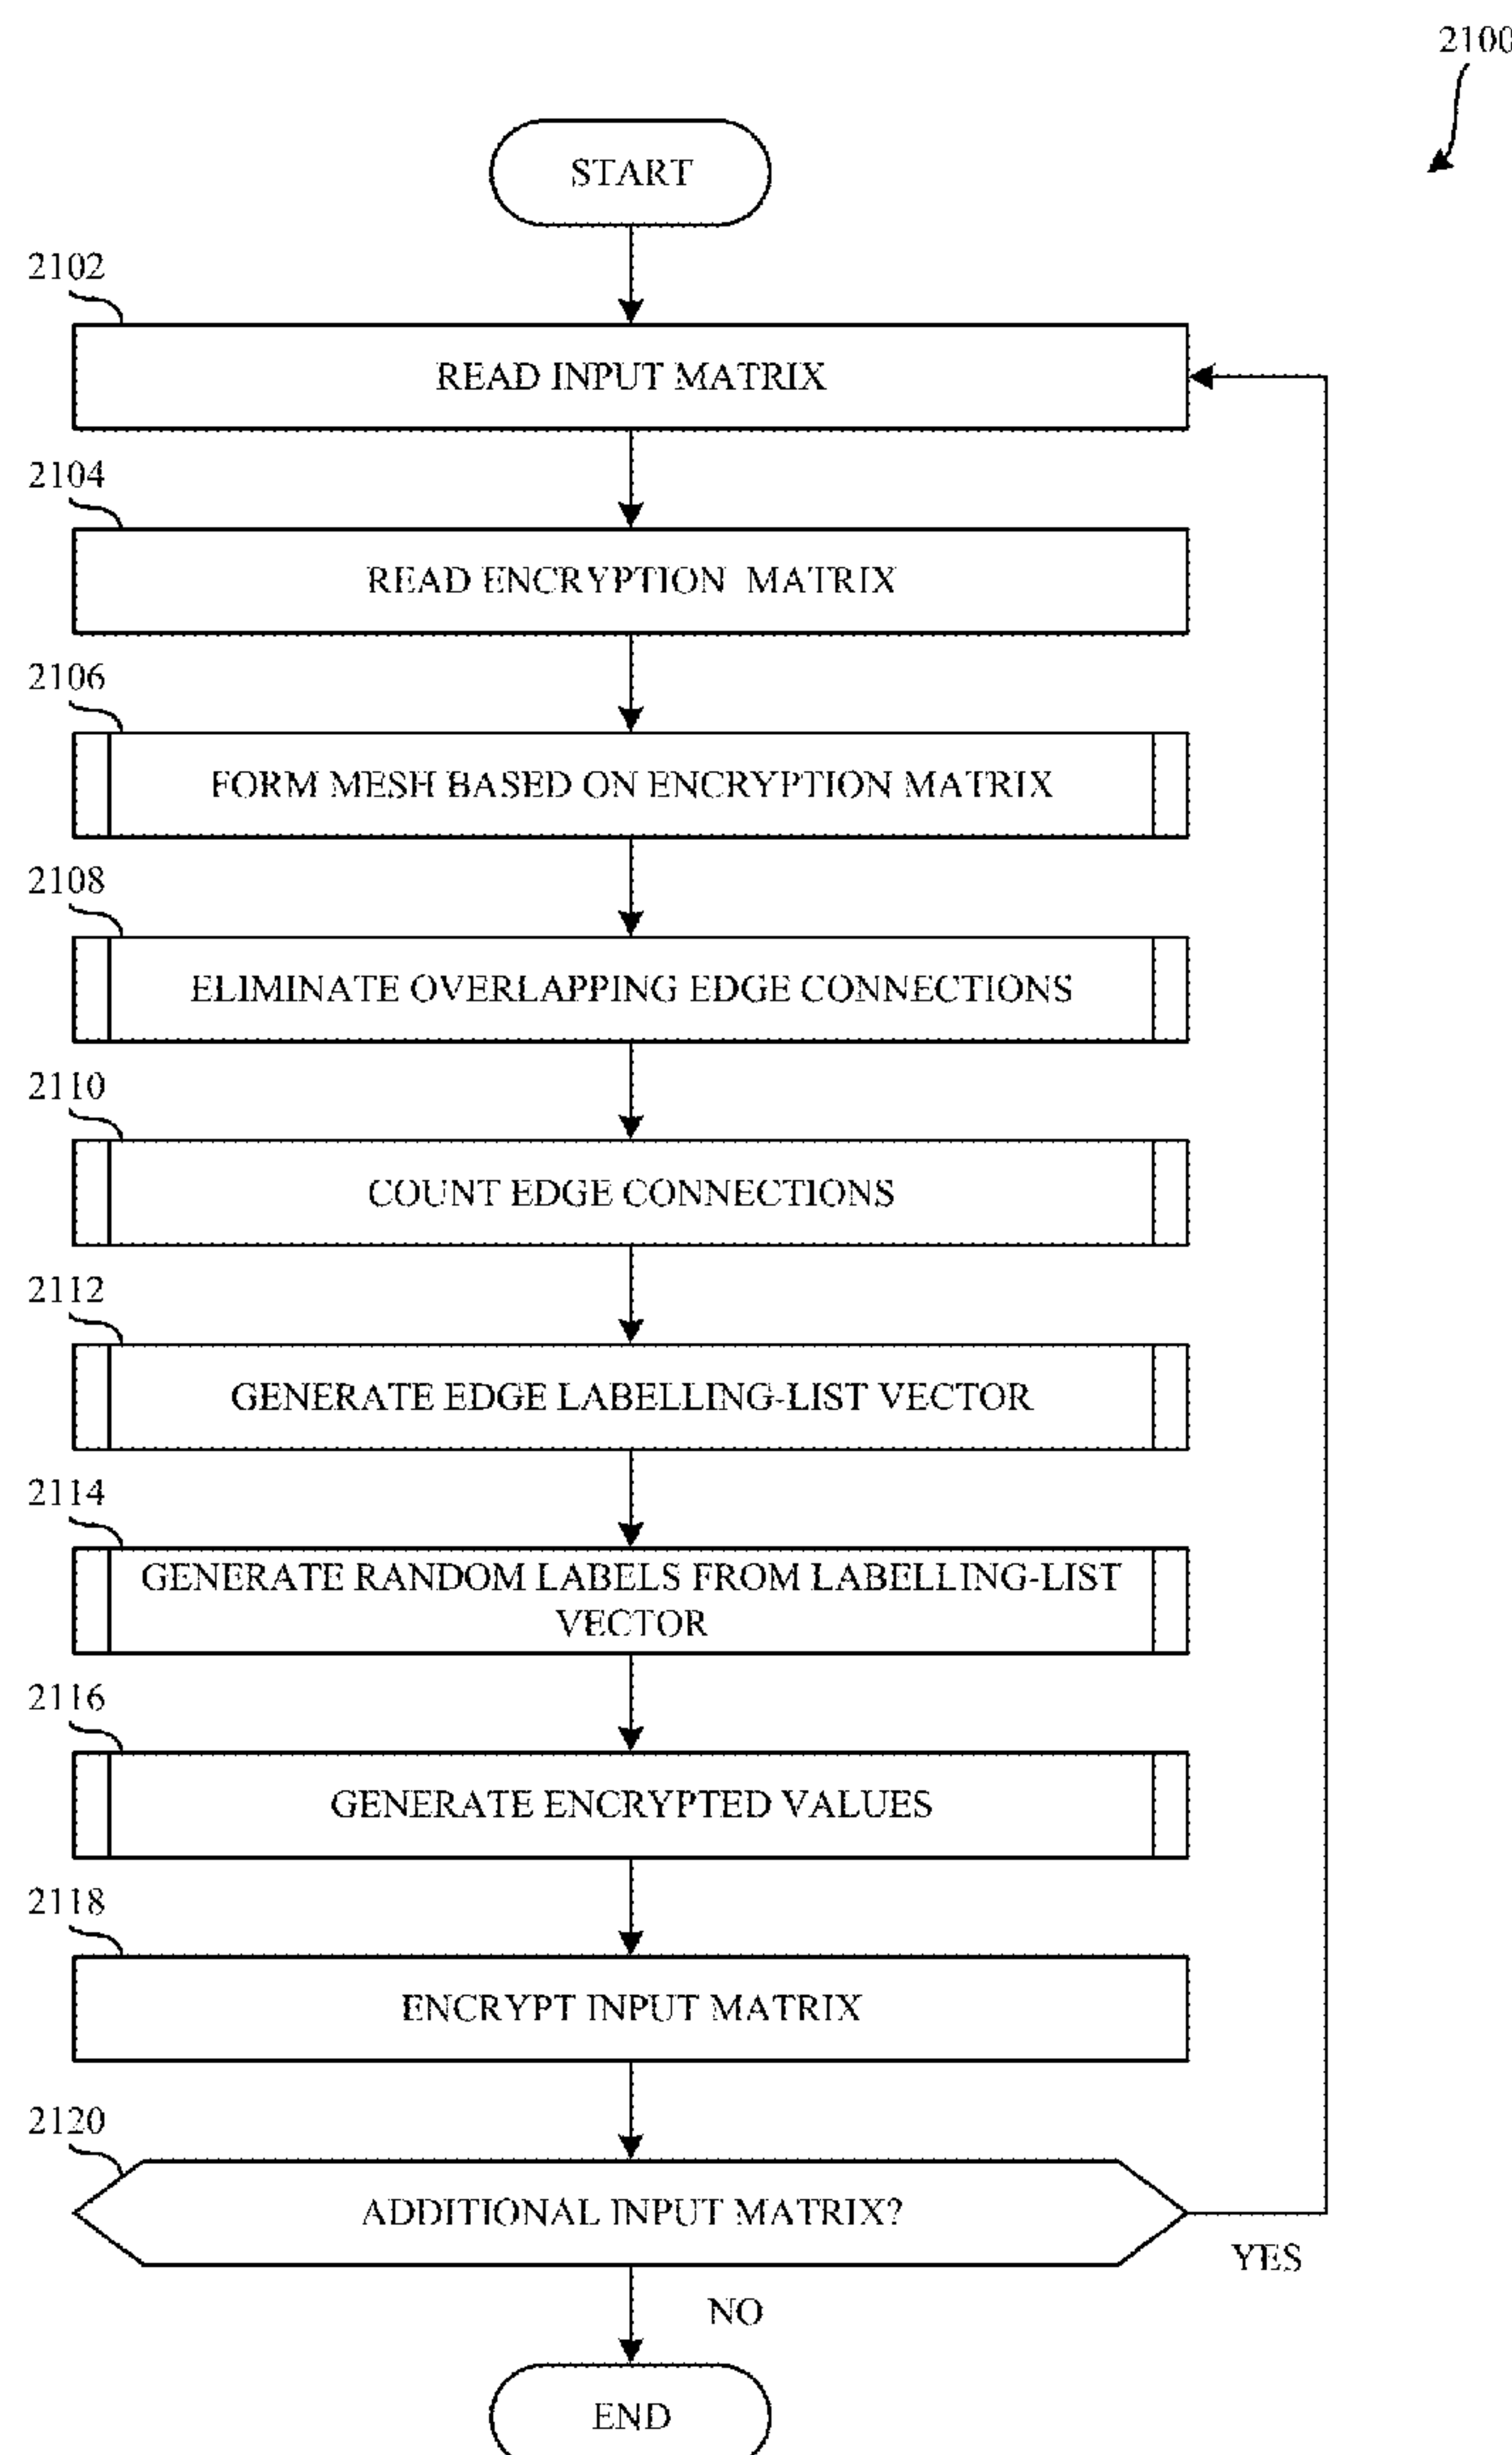 2100
START
2102
READ INPUT MATRIX
2104
READ ENCRYPTION MATRIX
2106
FORM MESH BASED ON ENCRYPTION MATRIX
2108
ELIMINATE OVERLAPPING EDGE CONNECTIONS
2110
COUNT EDGE CONNECTIONS
2112
GENERATE EDGE LABELLING-LIST VECTOR
2114
GENERATE RANDOM LABELS FROM LABELLING-LIST
VECTOR
2116
GENERATE ENCRYPTED VALUES
2118
ENCRYPT INPUT MATRIX
2120
ADDITIONAL INPUT MATRIX?
YES
NO
END